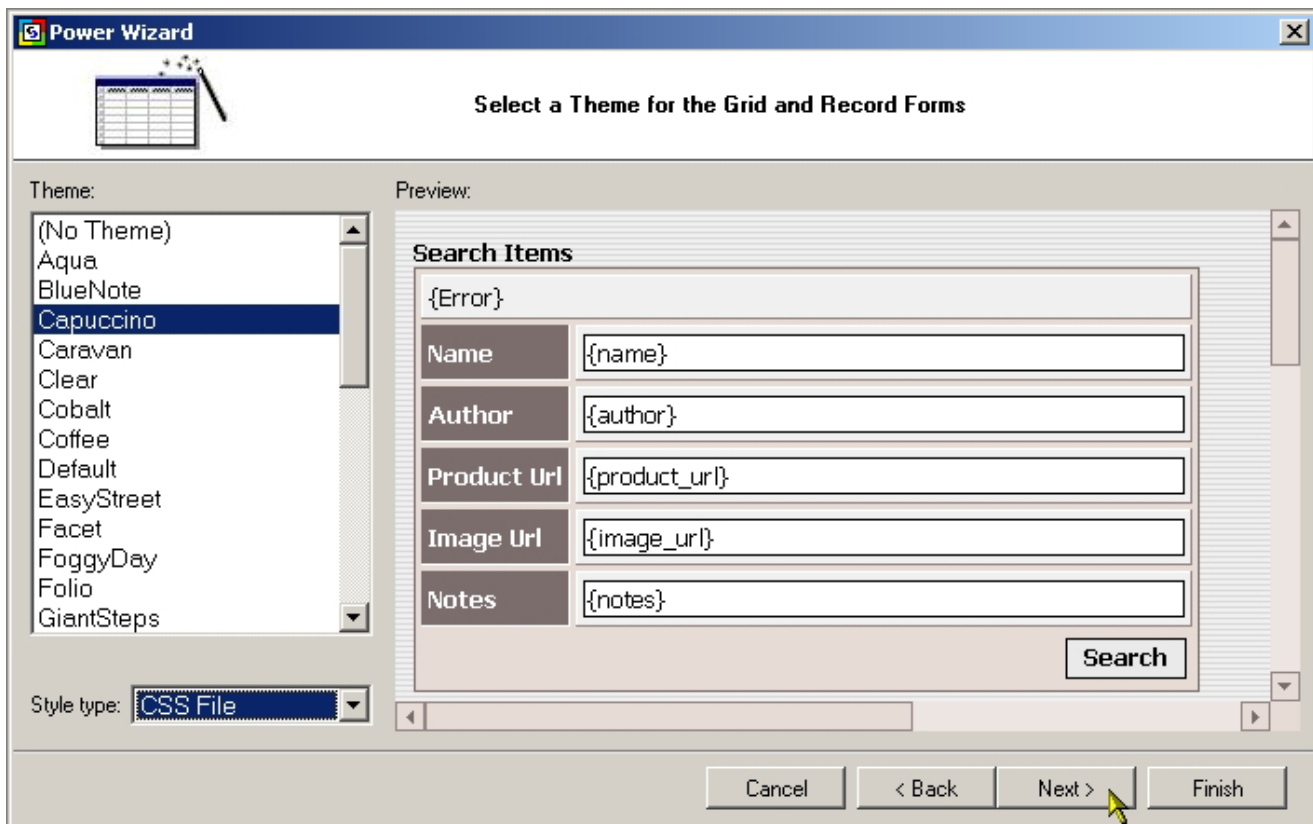 Power Wizard
Select a Theme for the Grid and Record Forms
Theme:
(No Theme)
Aqua
BlueNote
Capuccino
Caravan
Clear
Cobalt
Coffee
Default
EasyStreet
Facet
FoggyDay
Folio
GiantSteps
Style type: CSS File
Preview:
Search Items
{Error}
Name {name}
Author {author}
Product Url {product_url}
Image Url {image_url}
Notes {notes}
Search
Cancel < Back Next > Finish